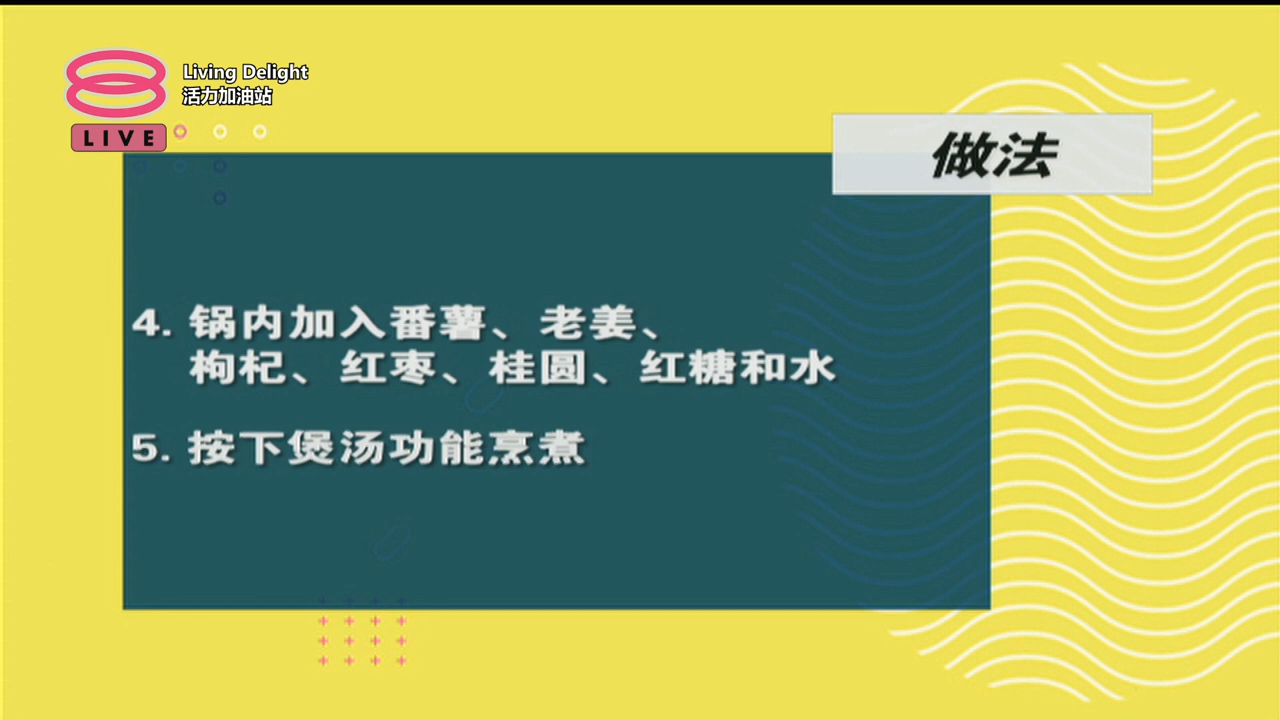 Living Delight
活力加油站
LIVE
做法
4. 锅内加入番薯、老姜、
枸杞、红枣、桂圆、红糖和水
5. 按下煲汤功能烹煮